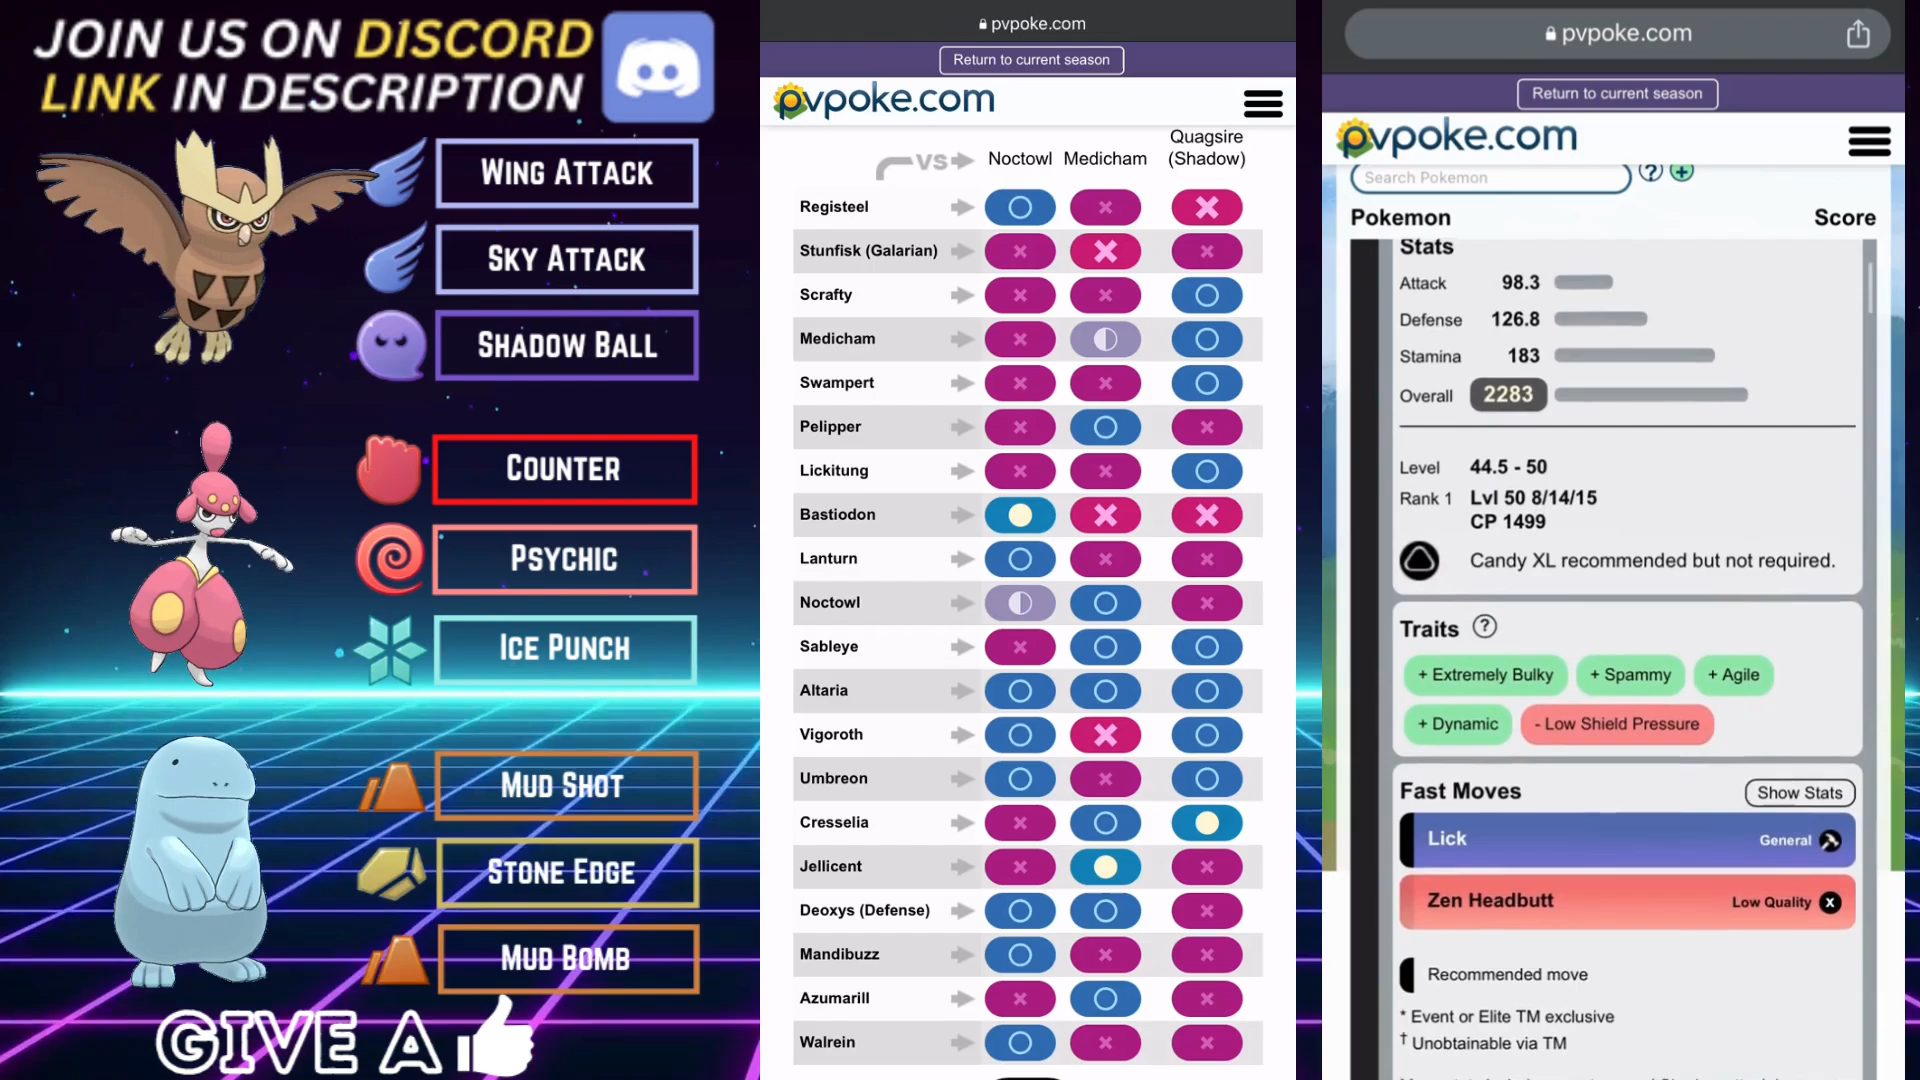 JOIN US ON DISCORD
LINK IN DESCRIPTION
WING ATTACK
SKY ATTACK
SHADOW BALL
COUNTER
PSYCHIC
ICE PUNCH
MUD SHOT
STONE EDGE
MUD BOMB
GIVE A
pvpoke.com
Return to current season
pvpoke.com
VS
Noctowl
Medicham
Quagsire
(Shadow)
Registeel
Stunfisk (Galarian)
Scrafty
Medicham
Swampert
Pelipper
Lickitung
Bastiodon
Lanturn
Noctowl
Sableye
Altaria
Vigoroth
Umbreon
Cresselia
Jellicent
Deoxys (Defense)
Mandibuzz
Azumarill
Walrein
pvpoke.com
Return to current season
pvpoke.com
Search Pokemon
? +
Pokemon Score
Stats
Attack 98.3
Defense 126.8
Stamina 183
Overall 2283
Level 44.5 - 50
Rank 1 Lvl 50 8/14/15
CP 1499
Candy XL recommended but not required.
Traits ?
+ Extremely Bulky + Spammy + Agile
+ Dynamic - Low Shield Pressure
Fast Moves Show Stats
Lick General
Zen Headbutt Low Quality x
Recommended move
* Event or Elite TM exclusive
† Unobtainable via TM